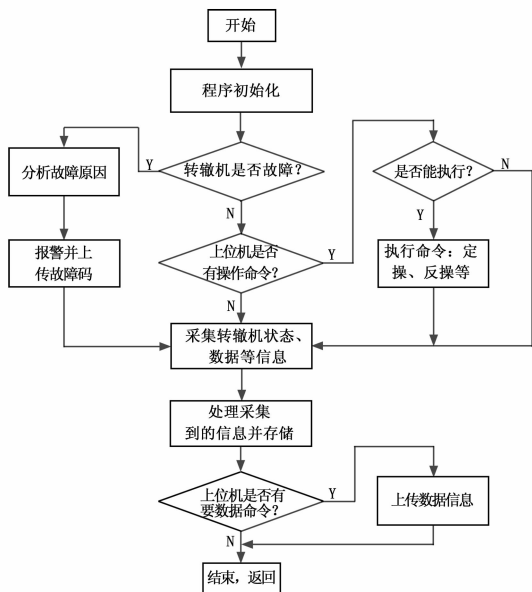 开始
程序初始化
转辙机是否故障？
Y
N
分析故障原因
报警并上
传故障码
上位机是否
有操作命令？
Y
N
是否能执行？
N
Y
执行命令：定
操、反操等
采集转辙机状态、
数据等信息
处理采集
到的信息并存储
上位机是否有
要数据命令？
Y
N
上传数据信息
结束，返回